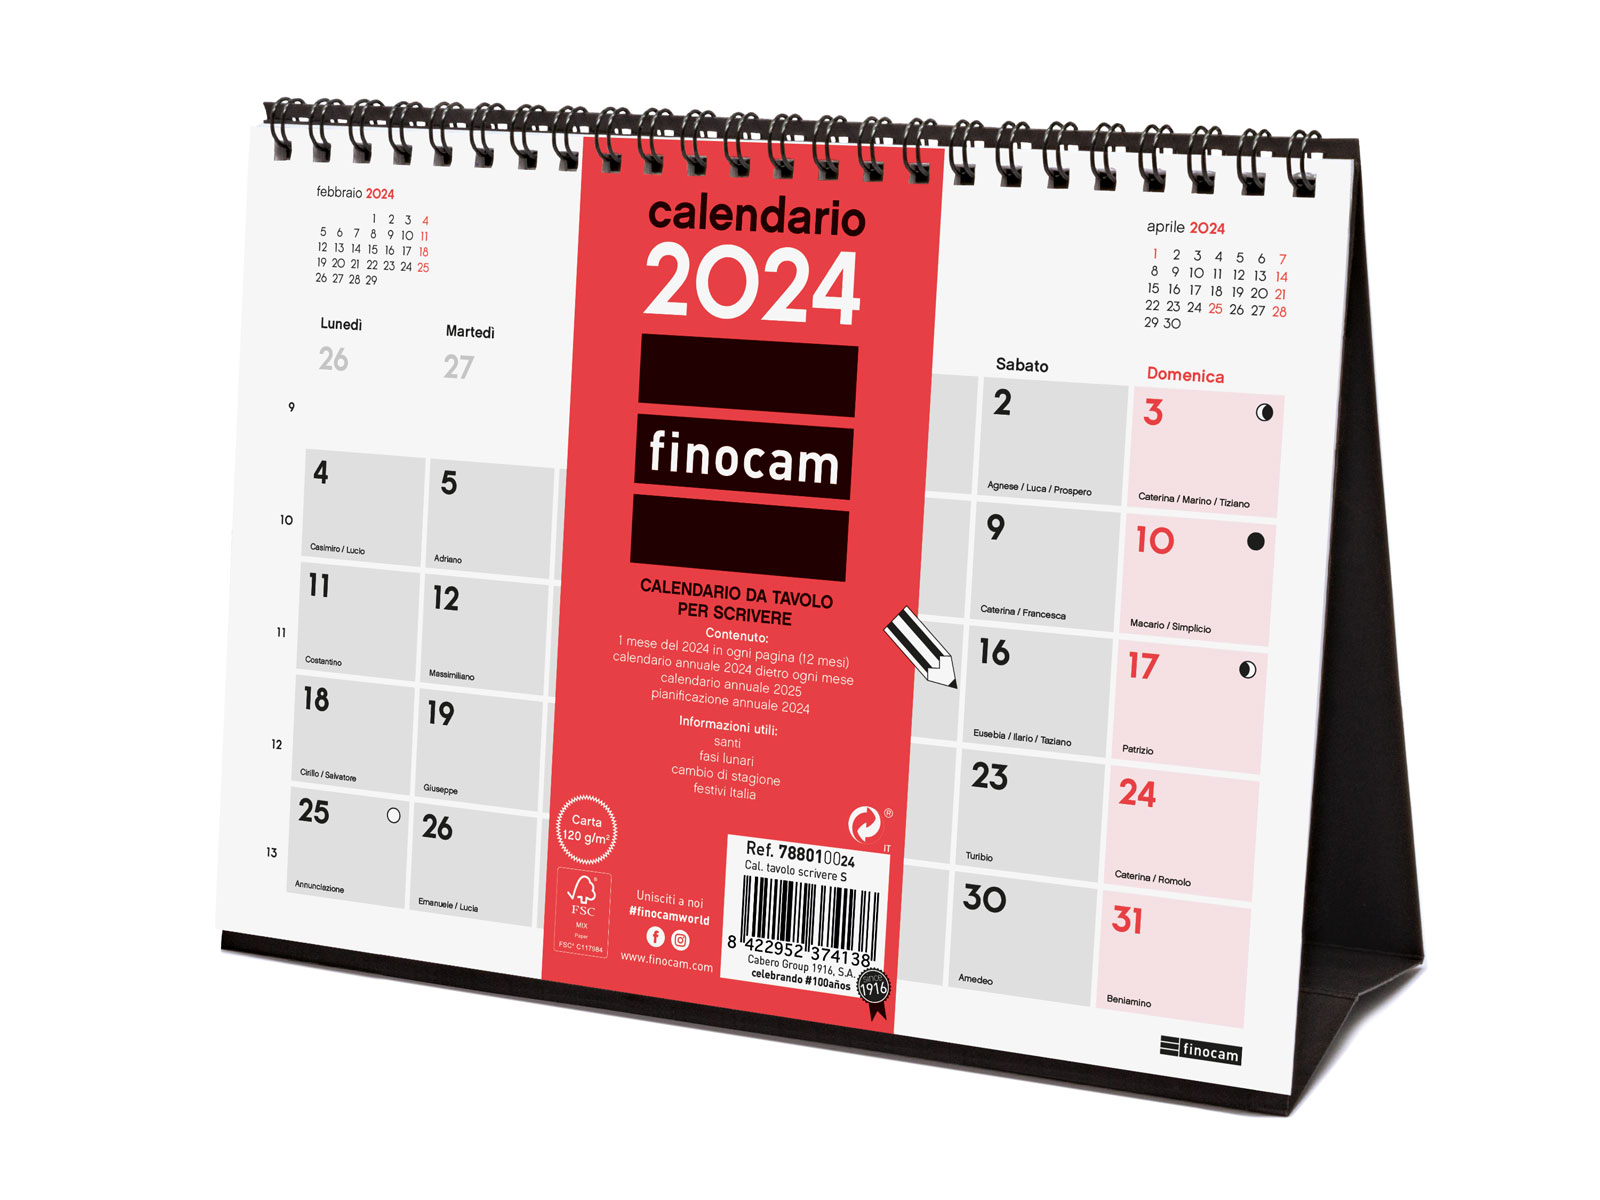 febbraio 2024
1 2 3 4
5 6 7 8 9 10 11
12 13 14 15 16 17 18
19 20 21 22 23 24 25
26 27 28 29
calendario
2024
finocam
CALENDARIO DA TAVOLO
PER SCRIVERE
Contenuto:
1 mese del 2024 in ogni pagina (12 mesi)
calendario annuale 2024 dietro ogni mese
calendario annuale 2025
pianificazione annuale 2024
Informazioni utili:
santi
fasi lunari
cambio di stagione
festivi Italia
Carta
120 g/m²
FSC®
MIX
Paper
FSC® C117984
Unisciti a noi
#finocamworld
www.finocam.com
® IT
Ref. 788010024
Cal. tavolo scrivere S
8 422952 374138
Cabero Group 1916, S.A.
celebrando #100años
Since
1916
aprile 2024
1 2 3 4 5 6 7
8 9 10 11 12 13 14
15 16 17 18 19 20 21
22 23 24 25 26 27 28
29 30
Lunedì Martedì Sabato Domenica
9 26 27 2 3
Agnese / Luca / Prospero Caterina / Marino / Tiziano
10 4 5 9 10
Casimiro / Lucio Adriano Caterina / Francesca Macario / Simplicio
11 11 12 16 17
Costantino Massimiliano Eusebia / Ilario / Taziano Patrizio
12 18 19 23 24
Cirillo / Salvatore Giuseppe Turibio Caterina / Romolo
13 25 26 30 31
Annunciazione Emanuele / Lucia Amedeo Beniamino
finocam